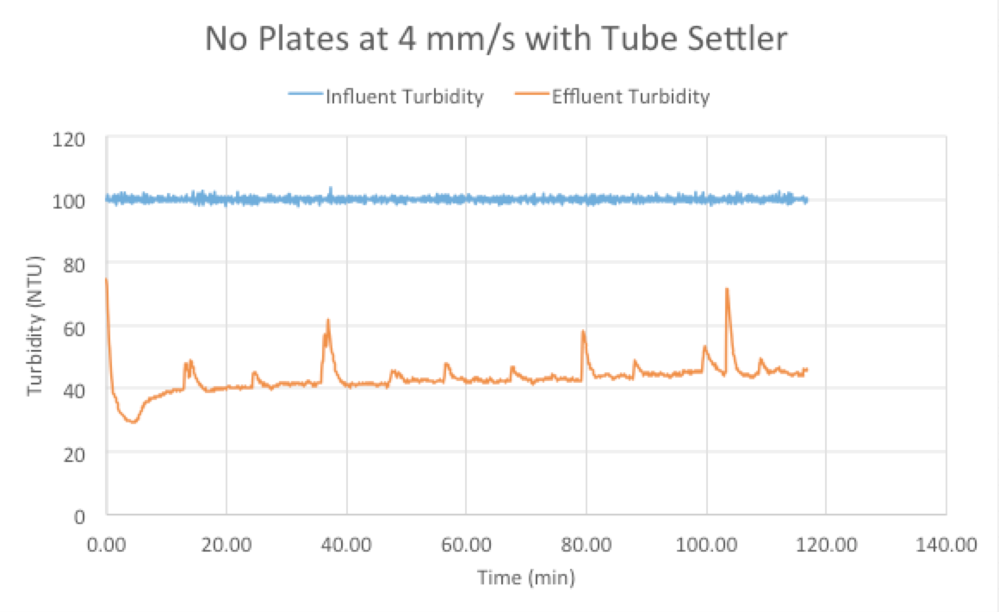 No Plates at 4 mm/s with Tube Settler
Influent Turbidity Effluent Turbidity
120
100
80
60
40
20
0
Turbidity (NTU)
0.00 20.00 40.00 60.00 80.00 100.00 120.00 140.00
Time (min)